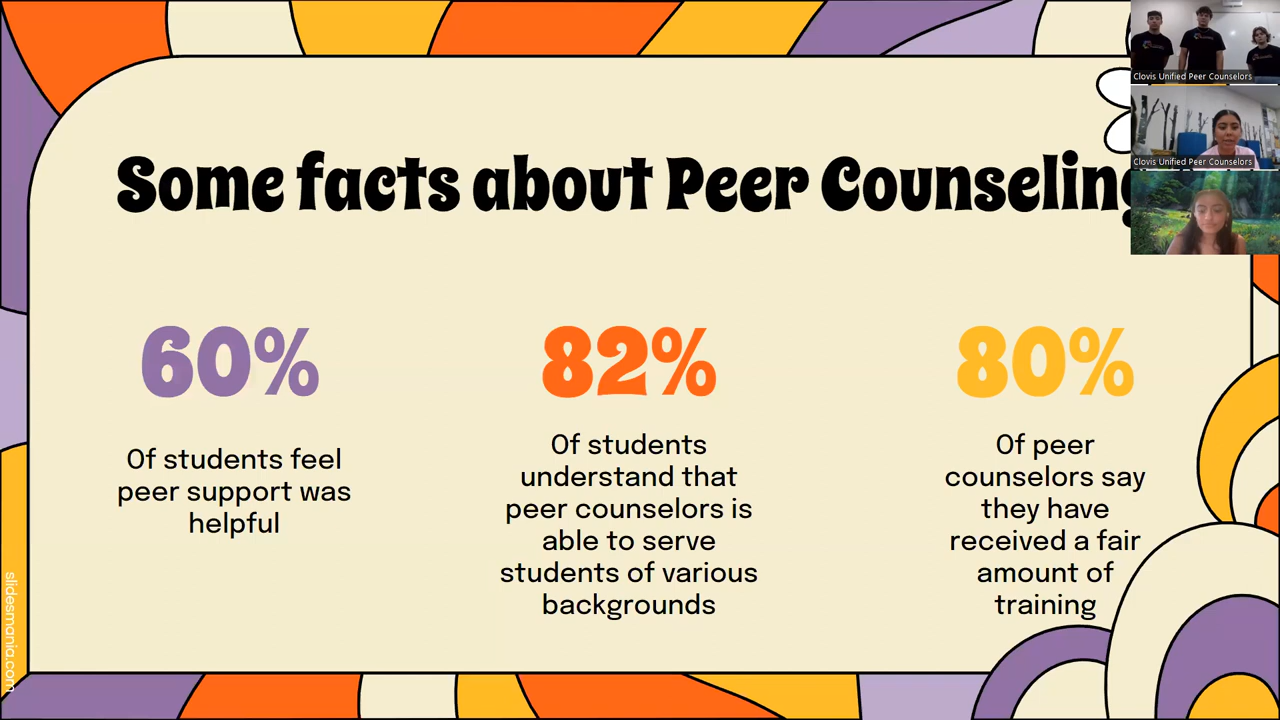 Some facts about Peer Counseling
60%
Of students feel
peer support was
helpful
82%
Of students
understand that
peer counselors is
able to serve
students of various
backgrounds
80%
Of peer
counselors say
they have
received a fair
amount of
training
Clovis Unified Peer Counselors
Clovis Unified Peer Counselors
slidesmania.com